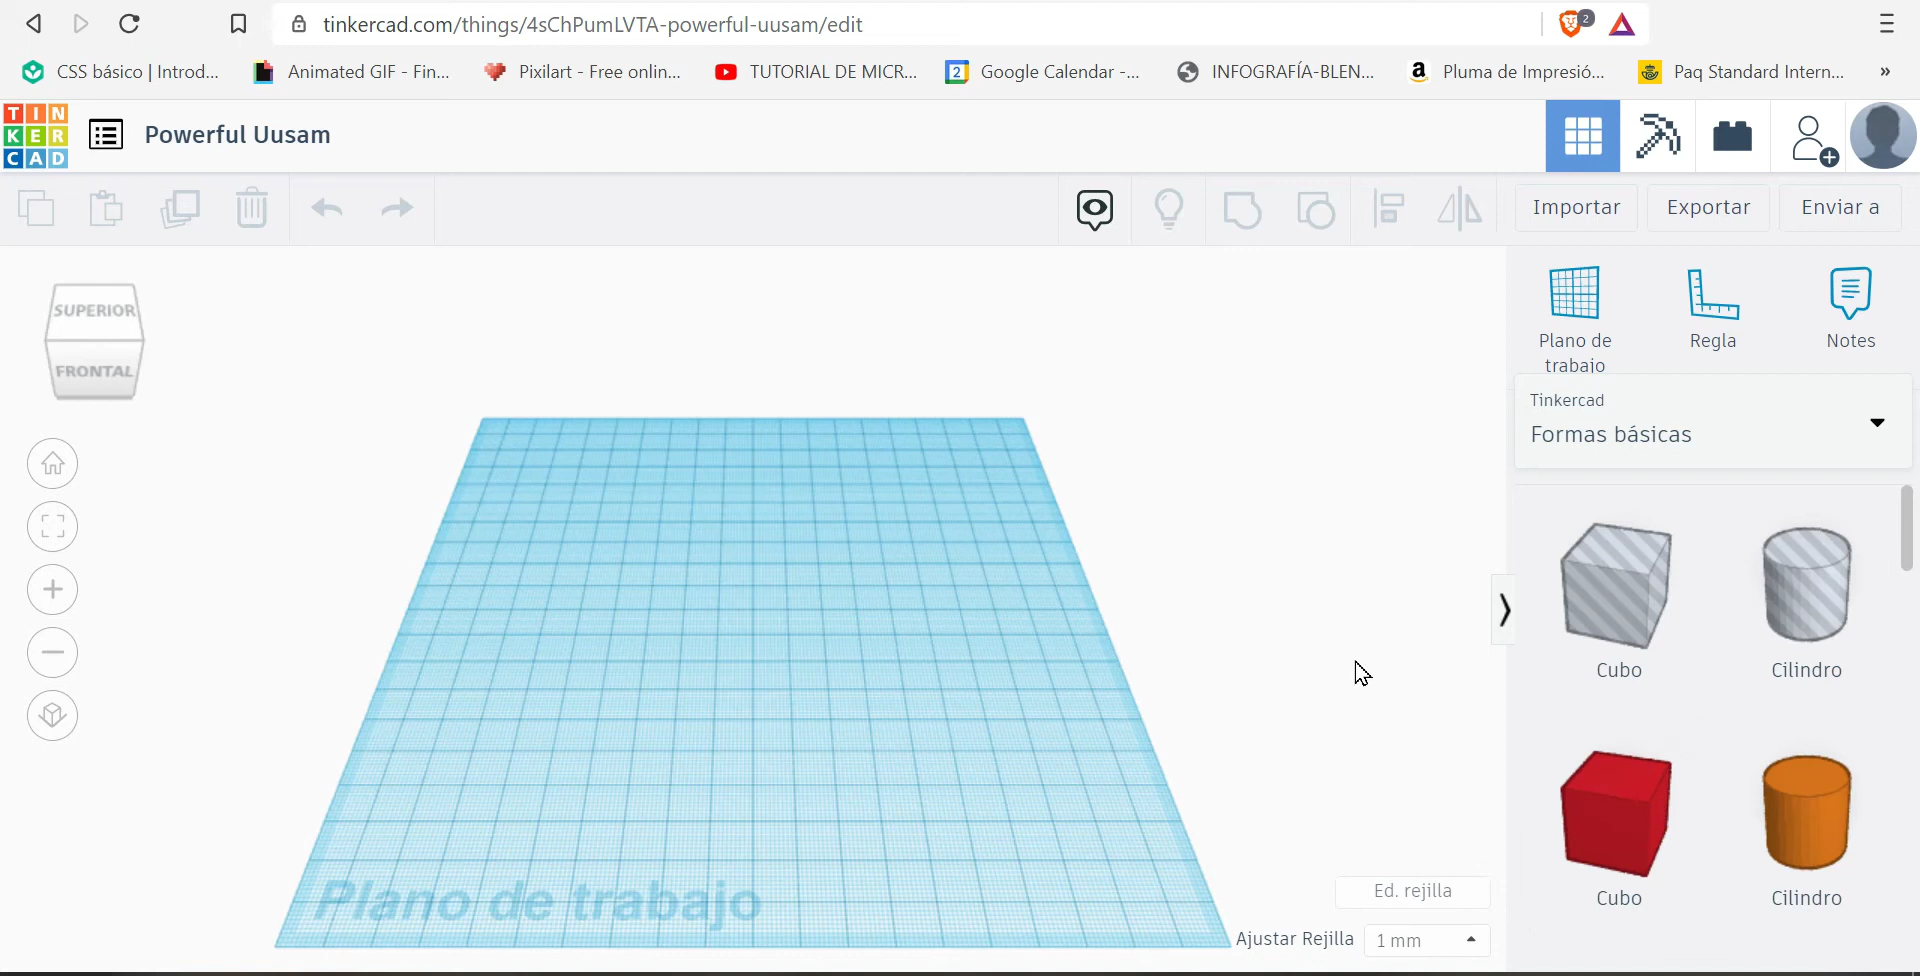 tinkercad.com/things/4sChPumLVTA-powerful-uusam/edit
2
CSS básico | Introd...
Animated GIF - Fin...
Pixilart - Free onlin...
TUTORIAL DE MICR...
2
Google Calendar -...
INFOGRAFÍA-BLEN...
a
Pluma de Impresió...
Paq Standard Intern...
»
TIN
KER
CAD
Powerful Uusam
Importar
Exportar
Enviar a
SUPERIOR
FRONTAL
Plano de
trabajo
Regla
Notes
Tinkercad
Formas básicas
Cubo
Cilindro
Cubo
Cilindro
Plano de trabajo
Ed. rejilla
Ajustar Rejilla
1 mm